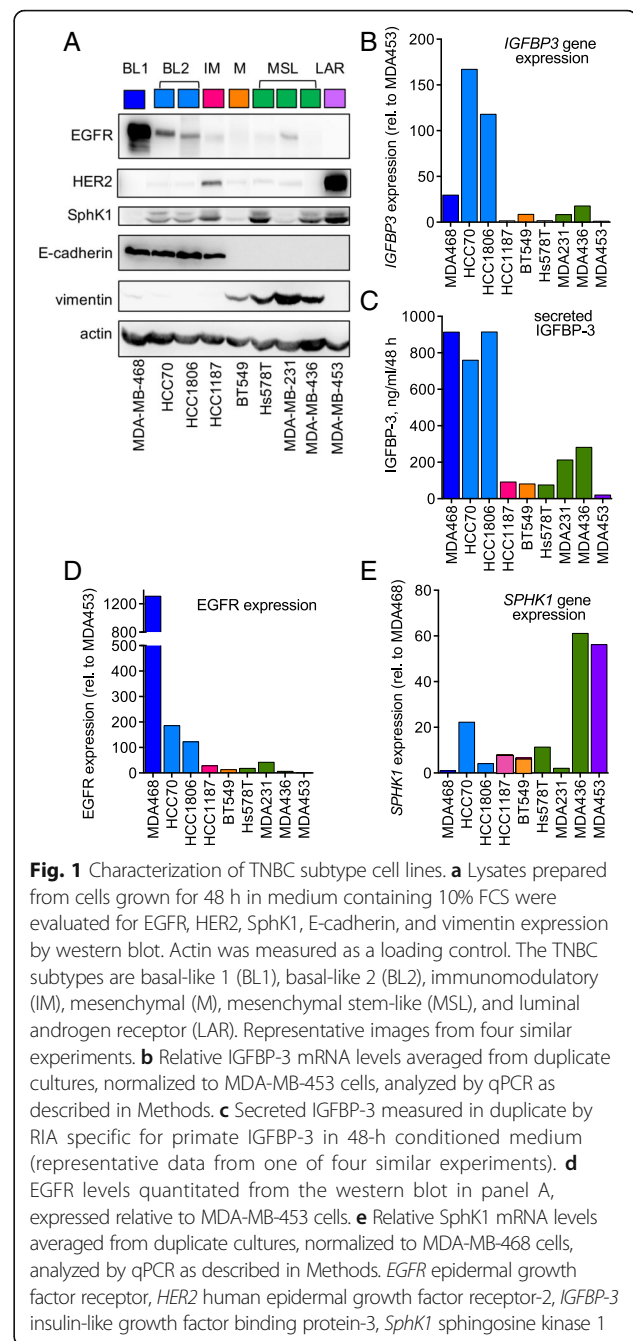 A
BL1 BL2 IM M MSL LAR
EGFR
HER2
SphK1
E-cadherin
vimentin
actin
MDA-MB-468
HCC70
HCC1806
HCC1187
BT549
Hs578T
MDA-MB-231
MDA-MB-436
MDA-MB-453
B
IGFBP3 gene
expression
IGFBP3 expression (rel. to MDA453)
200
150
100
50
0
MDA468
HCC70
HCC1806
HCC1187
BT549
Hs578T
MDA231
MDA436
MDA453
C
secreted
IGFBP-3
IGFBP-3, ng/ml/48 h
1000
800
600
400
200
0
MDA468
HCC70
HCC1806
HCC1187
BT549
Hs578T
MDA231
MDA436
MDA453
D
EGFR expression
EGFR expression (rel. to MDA453)
1200
800
500
400
300
200
100
0
MDA468
HCC70
HCC1806
HCC1187
BT549
Hs578T
MDA231
MDA436
MDA453
E
SPHK1 gene
expression
SPHK1 expression (rel. to MDA468)
80
60
40
20
0
MDA468
HCC70
HCC1806
HCC1187
BT549
Hs578T
MDA231
MDA436
MDA453
Fig. 1 Characterization of TNBC subtype cell lines. a Lysates prepared
from cells grown for 48 h in medium containing 10% FCS were
evaluated for EGFR, HER2, SphK1, E-cadherin, and vimentin expression
by western blot. Actin was measured as a loading control. The TNBC
subtypes are basal-like 1 (BL1), basal-like 2 (BL2), immunomodulatory
(IM), mesenchymal (M), mesenchymal stem-like (MSL), and luminal
androgen receptor (LAR). Representative images from four similar
experiments. b Relative IGFBP-3 mRNA levels averaged from duplicate
cultures, normalized to MDA-MB-453 cells, analyzed by qPCR as
described in Methods. c Secreted IGFBP-3 measured in duplicate by
RIA specific for primate IGFBP-3 in 48-h conditioned medium
(representative data from one of four similar experiments). d
EGFR levels quantitated from the western blot in panel A,
expressed relative to MDA-MB-453 cells. e Relative SphK1 mRNA levels
averaged from duplicate cultures, normalized to MDA-MB-468 cells,
analyzed by qPCR as described in Methods. EGFR epidermal growth
factor receptor, HER2 human epidermal growth factor receptor-2, IGFBP-3
insulin-like growth factor binding protein-3, SphK1 sphingosine kinase 1